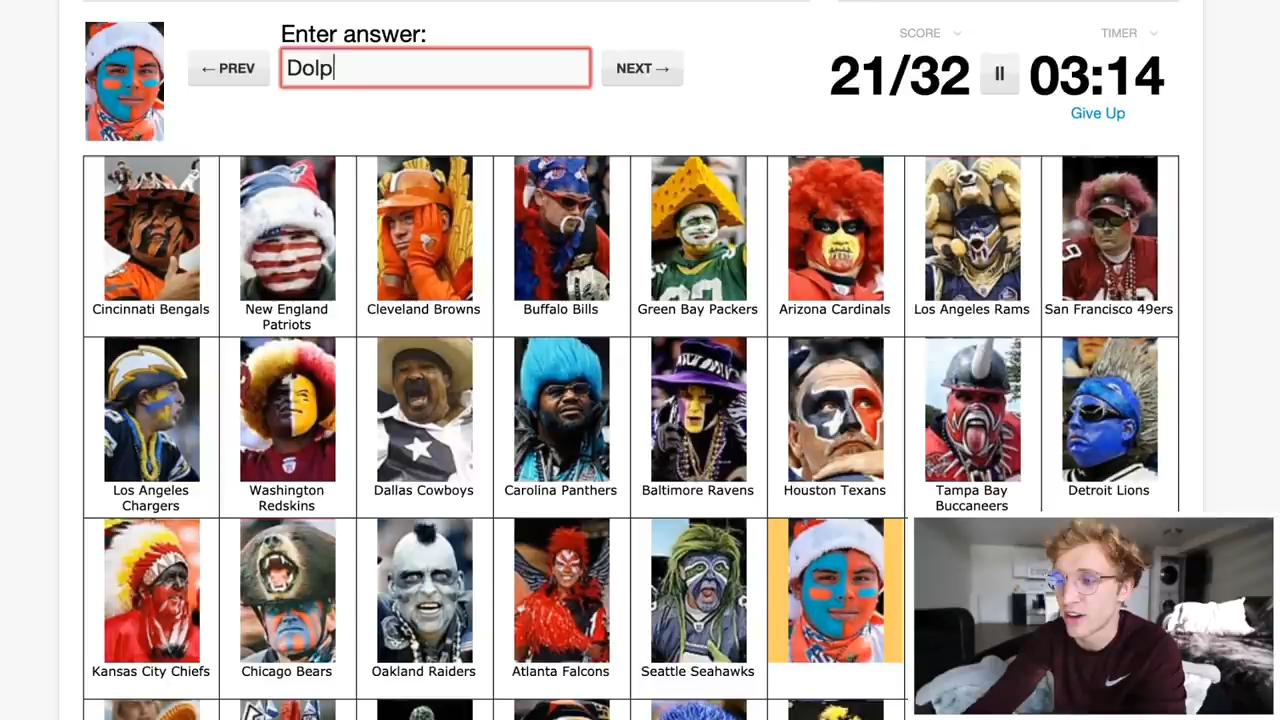 Enter answer:
SCORE
TIMER
← PREV
Dolp
NEXT →
21/32
03:14
Give Up
Cincinnati Bengals
New England
Patriots
Cleveland Browns
Buffalo Bills
Green Bay Packers
Arizona Cardinals
Los Angeles Rams
San Francisco 49ers
Los Angeles
Chargers
Washington
Redskins
Dallas Cowboys
Carolina Panthers
Baltimore Ravens
Houston Texans
Tampa Bay
Buccaneers
Detroit Lions
Kansas City Chiefs
Chicago Bears
Oakland Raiders
Atlanta Falcons
Seattle Seahawks